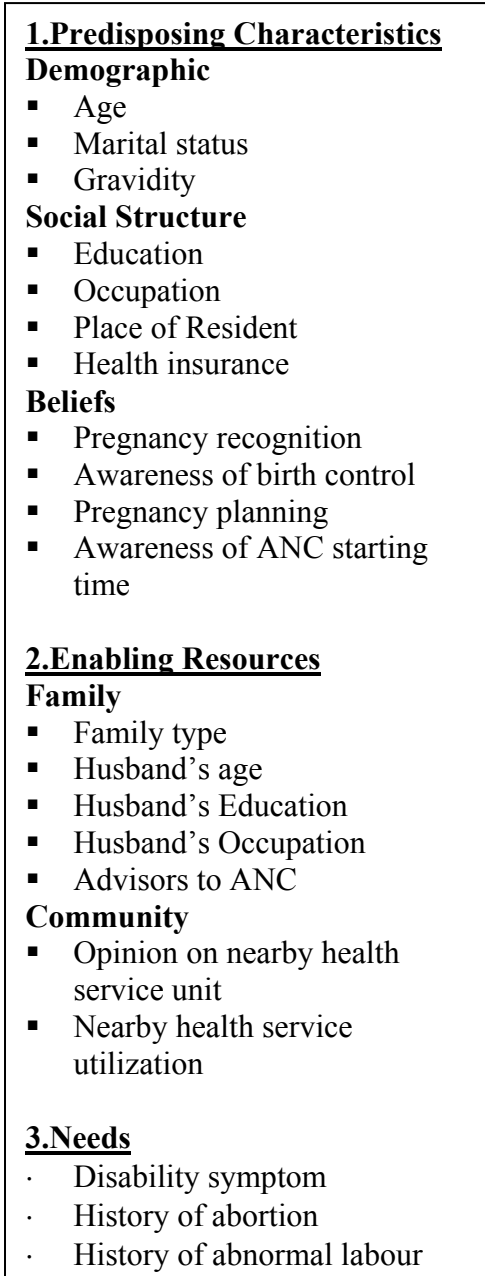 1.Predisposing Characteristics
Demographic
▪ Age
▪ Marital status
▪ Gravidity
Social Structure
▪ Education
▪ Occupation
▪ Place of Resident
▪ Health insurance
Beliefs
▪ Pregnancy recognition
▪ Awareness of birth control
▪ Pregnancy planning
▪ Awareness of ANC starting
time
2.Enabling Resources
Family
▪ Family type
▪ Husband’s age
▪ Husband’s Education
▪ Husband’s Occupation
▪ Advisors to ANC
Community
▪ Opinion on nearby health
service unit
▪ Nearby health service
utilization
3.Needs
· Disability symptom
· History of abortion
· History of abnormal labour